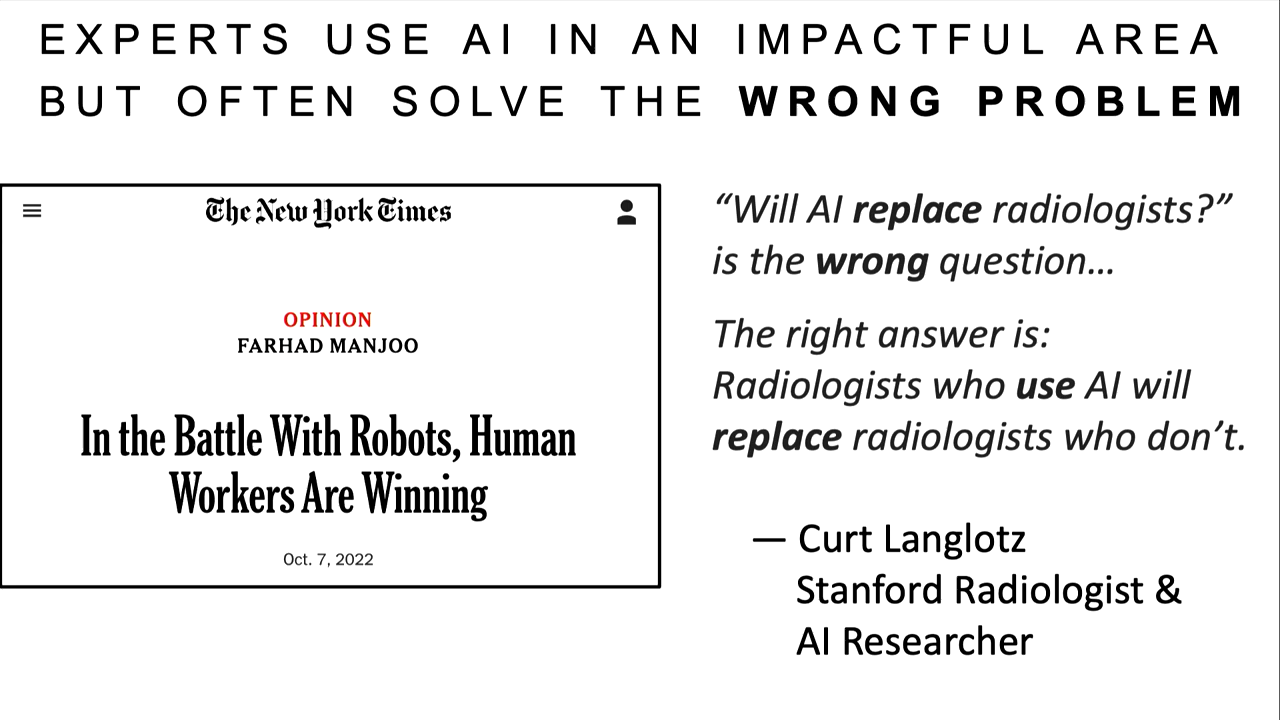 EXPERTS USE AI IN AN IMPACTFUL AREA
BUT OFTEN SOLVE THE WRONG PROBLEM
The New York Times
OPINION
FARHAD MANJOO
In the Battle With Robots, Human
Workers Are Winning
Oct. 7, 2022
“Will AI replace radiologists?”
is the wrong question…
The right answer is:
Radiologists who use AI will
replace radiologists who don’t.
— Curt Langlotz
Stanford Radiologist &
AI Researcher